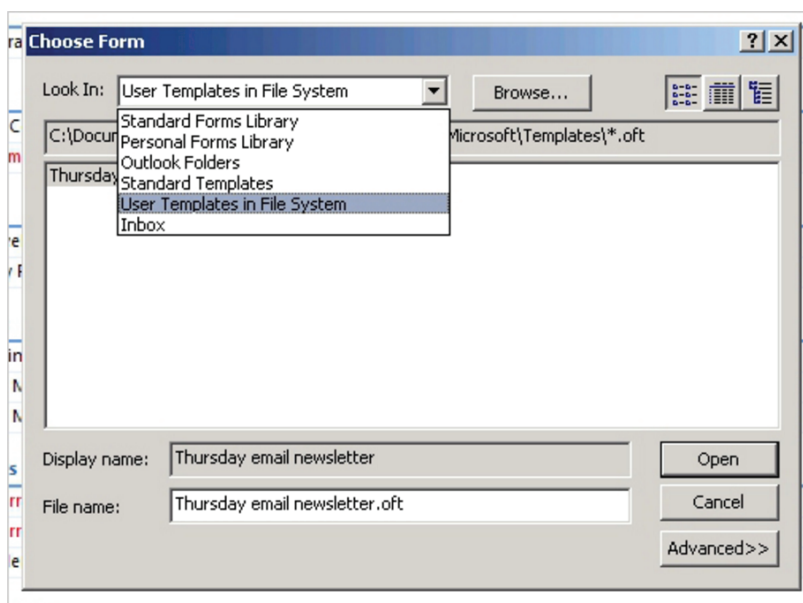 Choose Form
Look In: User Templates in File System Browse...
Standard Forms Library
C:\Docum Microsoft\Templates\*.oft
Personal Forms Library
Outlook Folders
Thursday
Standard Templates
User Templates in File System
Inbox
Display name: Thursday email newsletter Open
File name: Thursday email newsletter.oft Cancel
Advanced>>